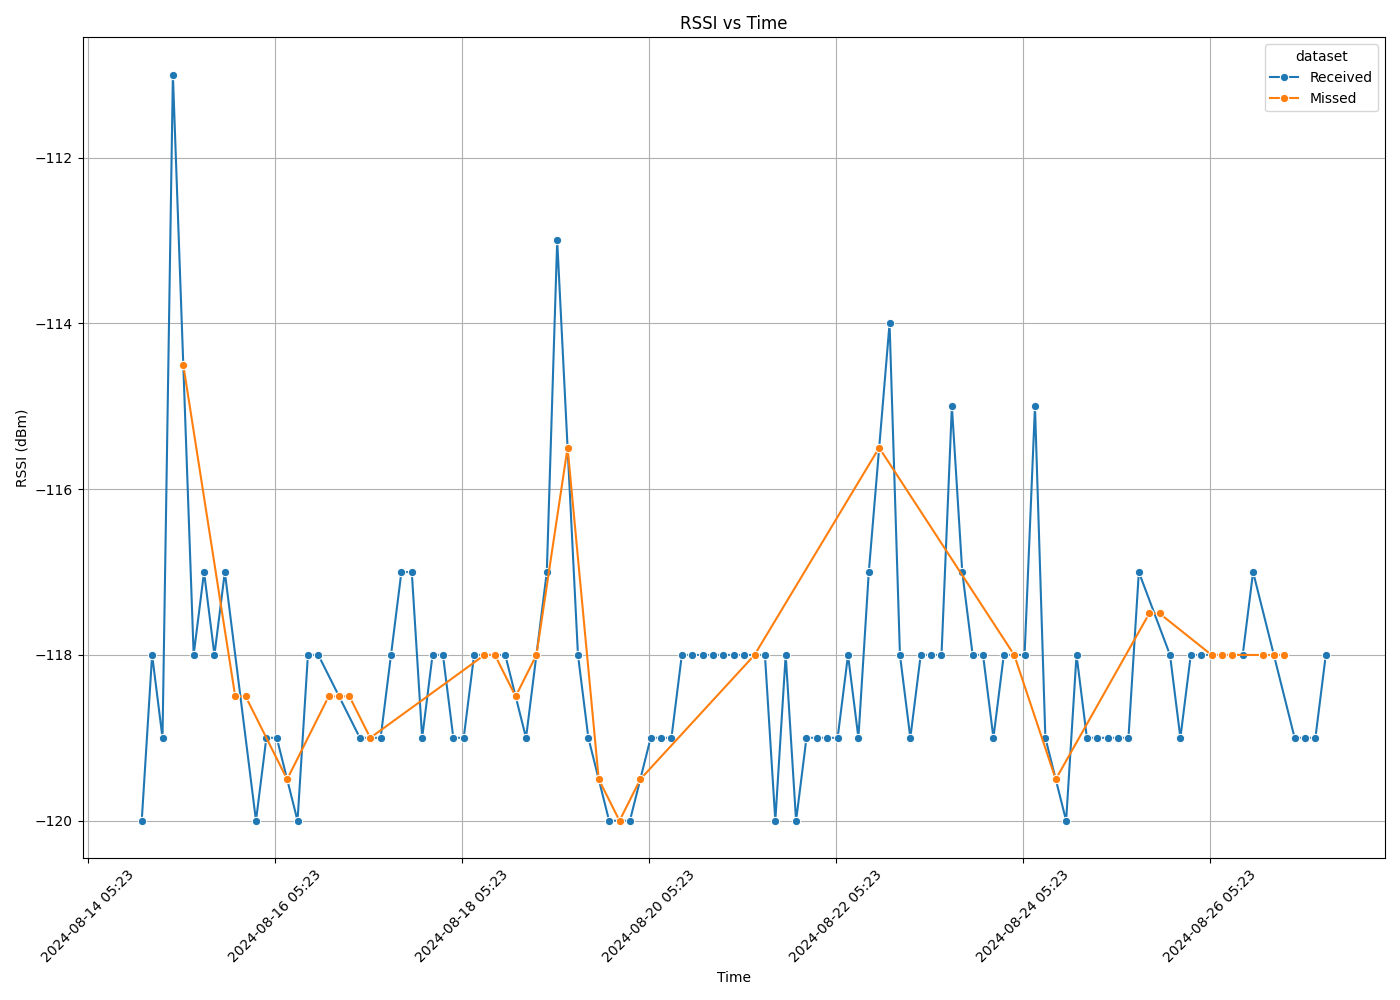 RSSI vs Time
dataset
Received
Missed
−112
−114
−116
−118
−120
RSSI (dBm)
2024-08-14 05:23
2024-08-16 05:23
2024-08-18 05:23
2024-08-20 05:23
2024-08-22 05:23
2024-08-24 05:23
2024-08-26 05:23
Time